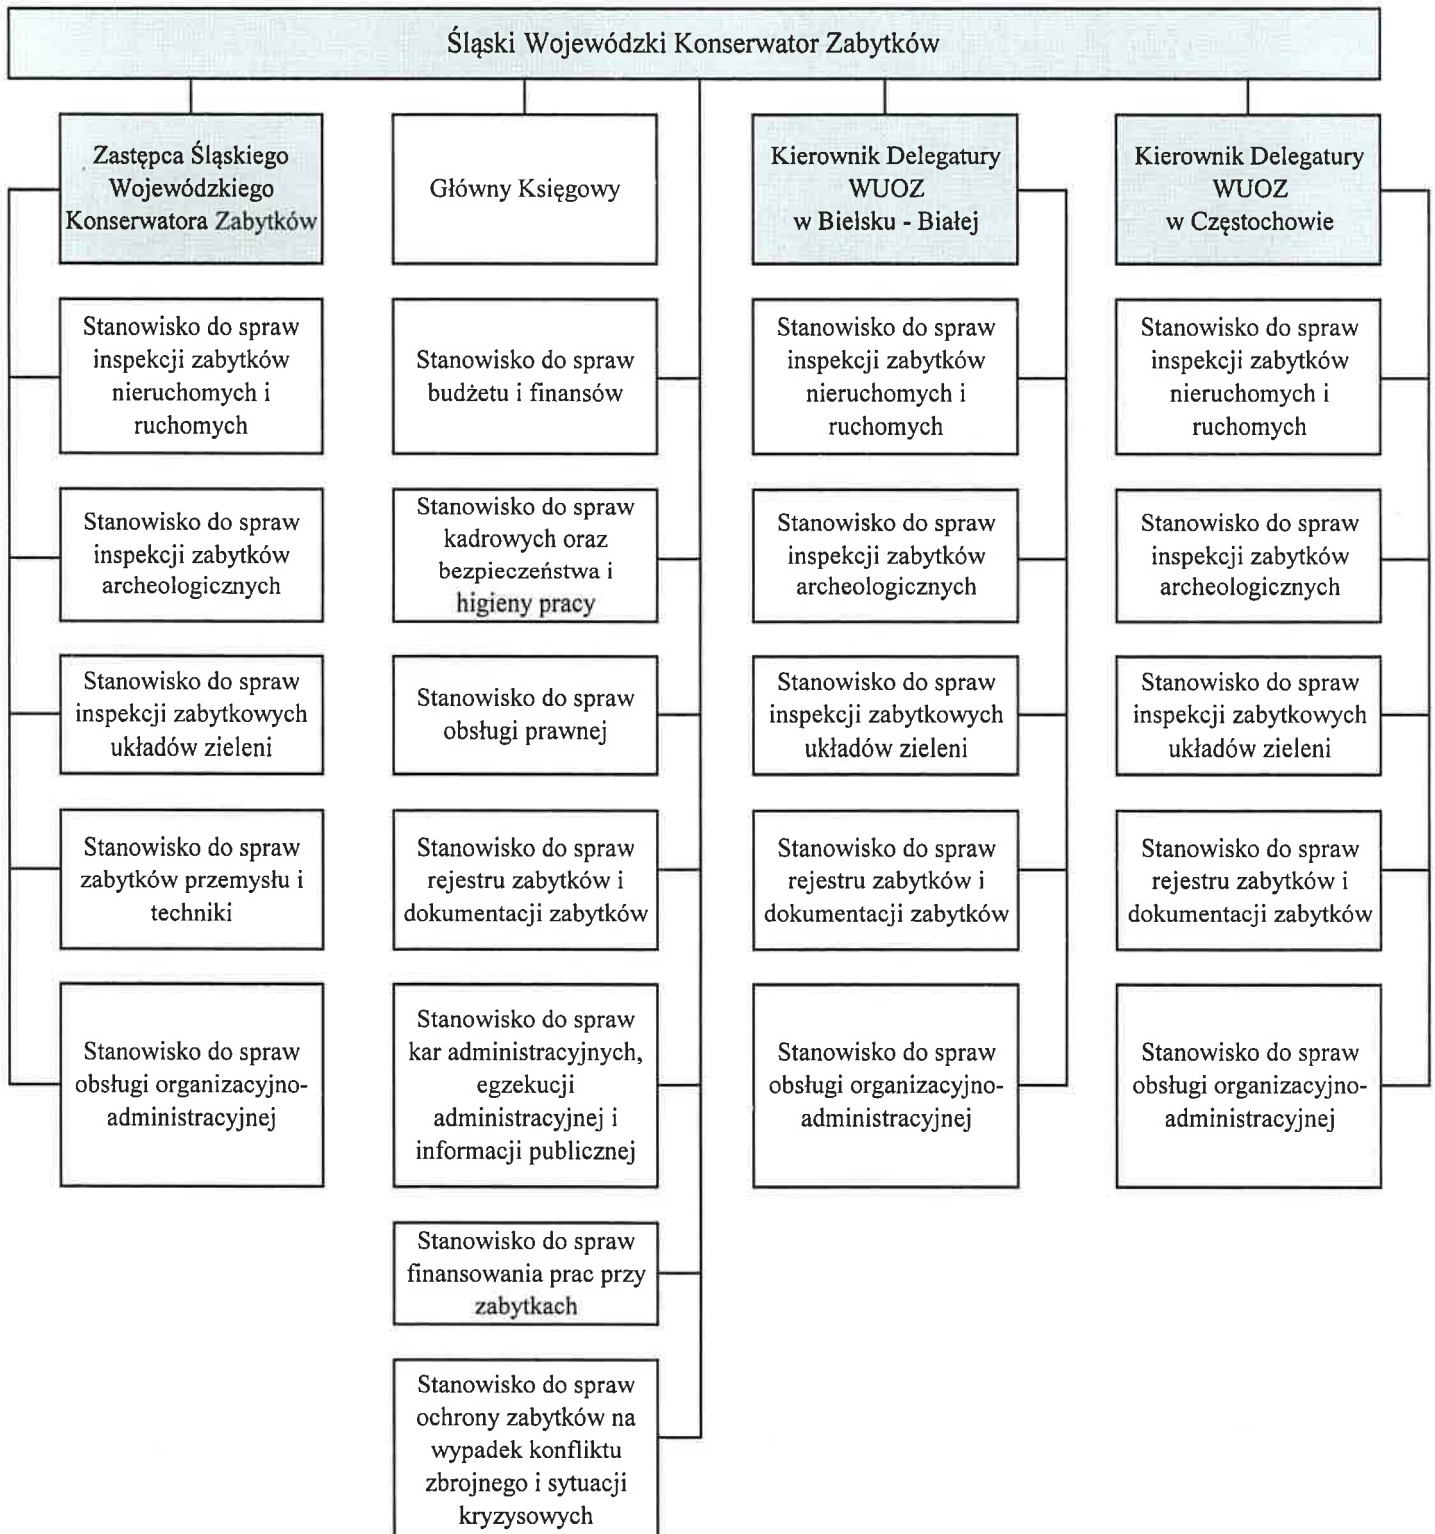 Śląski Wojewódzki Konserwator Zabytków
Zastępca Śląskiego
Wojewódzkiego
Konserwatora Zabytków
Główny Księgowy
Kierownik Delegatury
WUOZ
w Bielsku - Białej
Kierownik Delegatury
WUOZ
w Częstochowie
Stanowisko do spraw
inspekcji zabytków
nieruchomych i
ruchomych
Stanowisko do spraw
budżetu i finansów
Stanowisko do spraw
inspekcji zabytków
nieruchomych i
ruchomych
Stanowisko do spraw
inspekcji zabytków
nieruchomych i
ruchomych
Stanowisko do spraw
inspekcji zabytków
archeologicznych
Stanowisko do spraw
kadrowych oraz
bezpieczeństwa i
higieny pracy
Stanowisko do spraw
inspekcji zabytków
archeologicznych
Stanowisko do spraw
inspekcji zabytków
archeologicznych
Stanowisko do spraw
inspekcji zabytkowych
układów zieleni
Stanowisko do spraw
obsługi prawnej
Stanowisko do spraw
inspekcji zabytkowych
układów zieleni
Stanowisko do spraw
inspekcji zabytkowych
układów zieleni
Stanowisko do spraw
zabytków przemysłu i
techniki
Stanowisko do spraw
rejestru zabytków i
dokumentacji zabytków
Stanowisko do spraw
rejestru zabytków i
dokumentacji zabytków
Stanowisko do spraw
rejestru zabytków i
dokumentacji zabytków
Stanowisko do spraw
obsługi organizacyjno-
administracyjnej
Stanowisko do spraw
kar administracyjnych,
egzekucji
administracyjnej i
informacji publicznej
Stanowisko do spraw
obsługi organizacyjno-
administracyjnej
Stanowisko do spraw
obsługi organizacyjno-
administracyjnej
Stanowisko do spraw
finansowania prac przy
zabytkach
Stanowisko do spraw
ochrony zabytków na
wypadek konfliktu
zbrojnego i sytuacji
kryzysowych